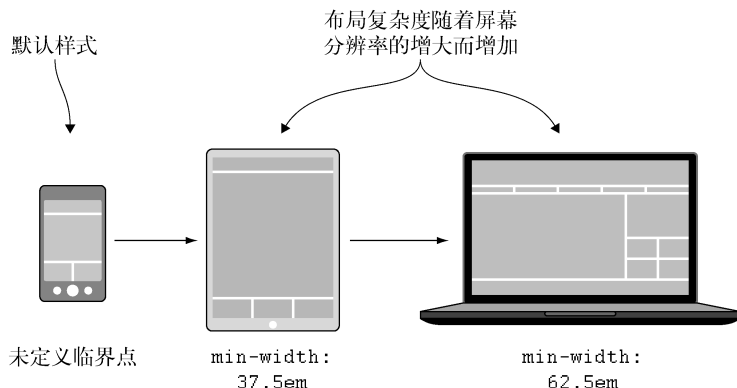 默认样式
布局复杂度随着屏幕
分辨率的增大而增加
未定义临界点
min-width:
37.5em
min-width:
62.5em